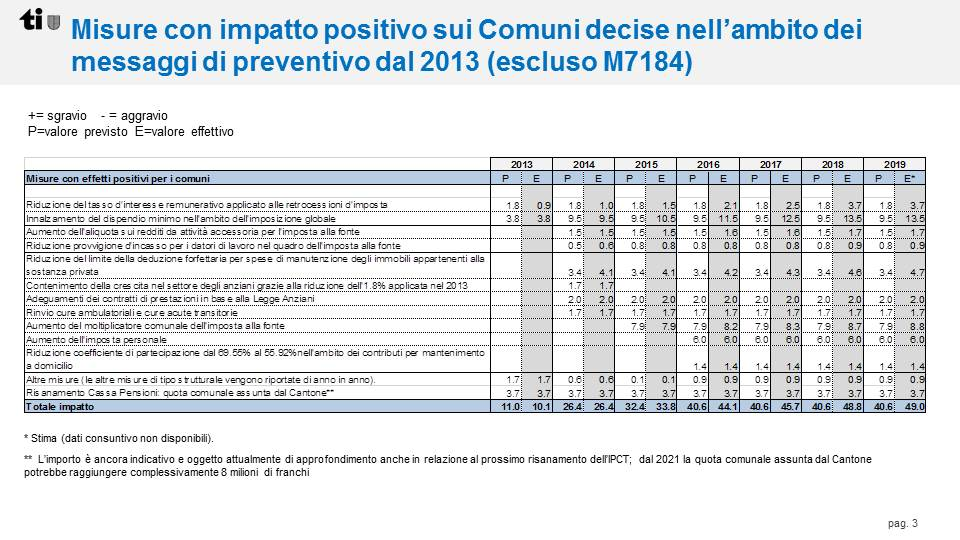 ti
Misure con impatto positivo sui Comuni decise nell'ambito dei
messaggi di preventivo dal 2013 (escluso M7184)
+= sgravio - = aggravio
P=valore previsto E=valore effettivo
2013 2014 2015 2016 2017 2018 2019
Misure con effetti positivi per i comuni P E P E P E P E P E P E P E*
Riduzione del tasso d'interesse e remunerativo applicato alle retrocessioni d'imposta 1.8 0.9 1.8 1.0 1.8 1.5 1.8 2.1 1.8 2.5 1.8 3.7 1.8 3.7
Innalzamento del dispendio minimo nell'ambito dell'imposizione globale 3.8 3.8 9.5 9.5 9.5 10.5 9.5 11.5 9.5 12.5 9.5 13.5 9.5 13.5
Aumento dell'aliquota sui redditi da attività accessoria per l'imposta alla fonte 1.5 1.5 1.5 1.5 1.5 1.6 1.5 1.6 1.5 1.7 1.5 1.7
Riduzione provvigione d'incasso per i datori di lavoro nel quadro dell'imposta alla fonte 0.5 0.6 0.8 0.8 0.8 0.8 0.8 0.8 0.8 0.9 0.8 0.9
Riduzione del limite della deduzione forfettaria per spese di manutenzione degli immobili appartenenti alla
sostanza privata 3.4 4.1 3.4 4.1 3.4 4.2 3.4 4.3 3.4 4.6 3.4 4.7
Contenimento della crescita nel settore degli anziani grazie alla riduzione dell'1.8% applicata nel 2013 1.7 1.7
Adeguamenti dei contratti di prestazioni in base alla Legge Anziani 2.0 2.0 2.0 2.0 2.0 2.0 2.0 2.0 2.0 2.0 2.0 2.0
Rinvio cure ambulatoriali e cure acute transitorie 1.7 1.7 1.7 1.7 1.7 1.7 1.7 1.7 1.7 1.7 1.7 1.7
Aumento del moltiplicatore comunale dell'imposta alla fonte 7.9 7.9 7.9 8.2 7.9 8.3 7.9 8.7 7.9 8.8
Aumento dell'imposta personale 6.0 6.0 6.0 6.0 6.0 6.0 6.0 6.0
Riduzione coefficiente di partecipazione dal 69.55% al 55.92%nell'ambito dei contributi per mantenimento
a domicilio 1.4 1.4 1.4 1.4 1.4 1.4 1.4 1.4
Altre misure (le altre misure di tipo strutturale vengono riportate di anno in anno). 1.7 1.7 0.6 0.6 0.1 0.1 0.9 0.9 0.9 0.9 0.9 0.9 0.9 0.9
Risanamento Cassa Pensioni: quota comunale assunta dal Cantone** 3.7 3.7 3.7 3.7 3.7 3.7 3.7 3.7 3.7 3.7 3.7 3.7 3.7 3.7
Totale impatto 11.0 10.1 26.4 26.4 32.4 33.8 40.6 44.1 40.6 45.7 40.6 48.8 40.6 49.0
* Stima (dati consuntivo non disponibili).
** L'importo è ancora indicativo e oggetto attualmente di approfondimento anche in relazione al prossimo risanamento dell'IPCT; dal 2021 la quota comunale assunta dal Cantone
potrebbe raggiungere complessivamente 8 milioni di franchi
pag. 3